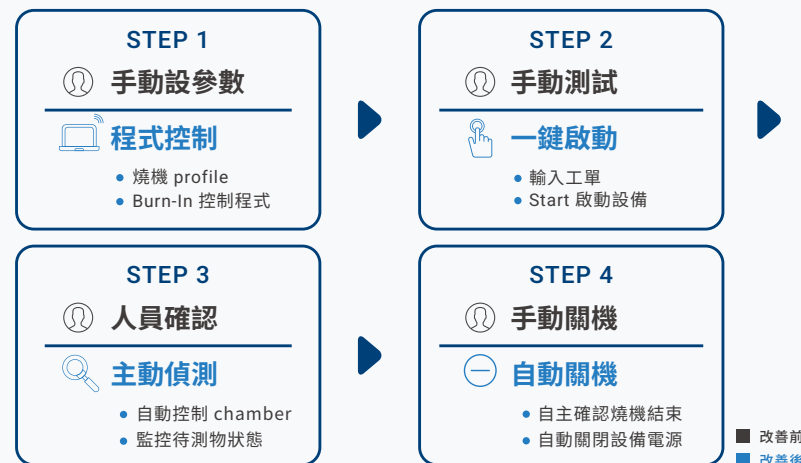 STEP 1
手動設參數
程式控制
• 燒機 profile
• Burn-In 控制程式
STEP 2
手動測試
一鍵啟動
• 輸入工單
• Start 啟動設備
STEP 3
人員確認
主動偵測
• 自動控制 chamber
• 監控待測物狀態
STEP 4
手動關機
自動關機
• 自主確認燒機結束
• 自動關閉設備電源
改善前
改善後